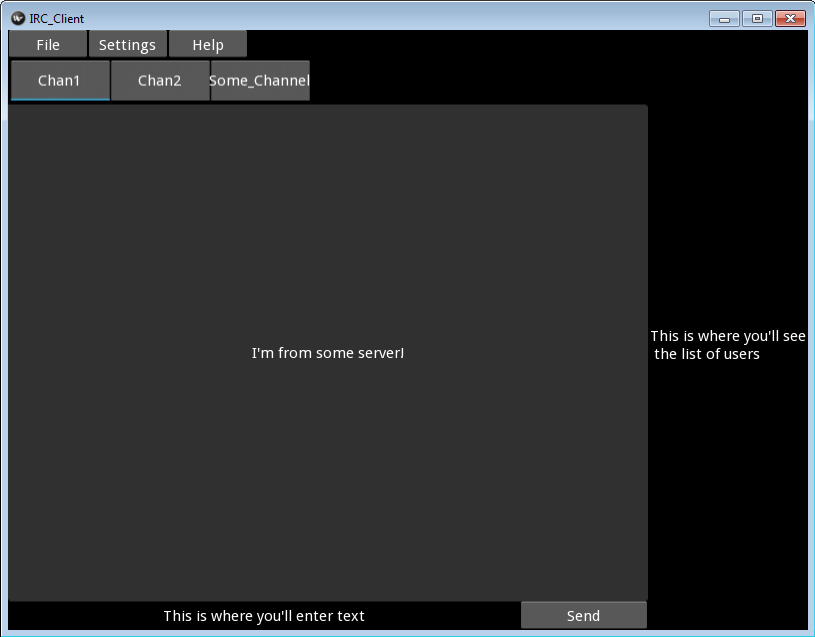 IRC_Client
File Settings Help
Chan1 Chan2 Some_Channel
I'm from some server!
This is where you'll see
the list of users
This is where you'll enter text Send